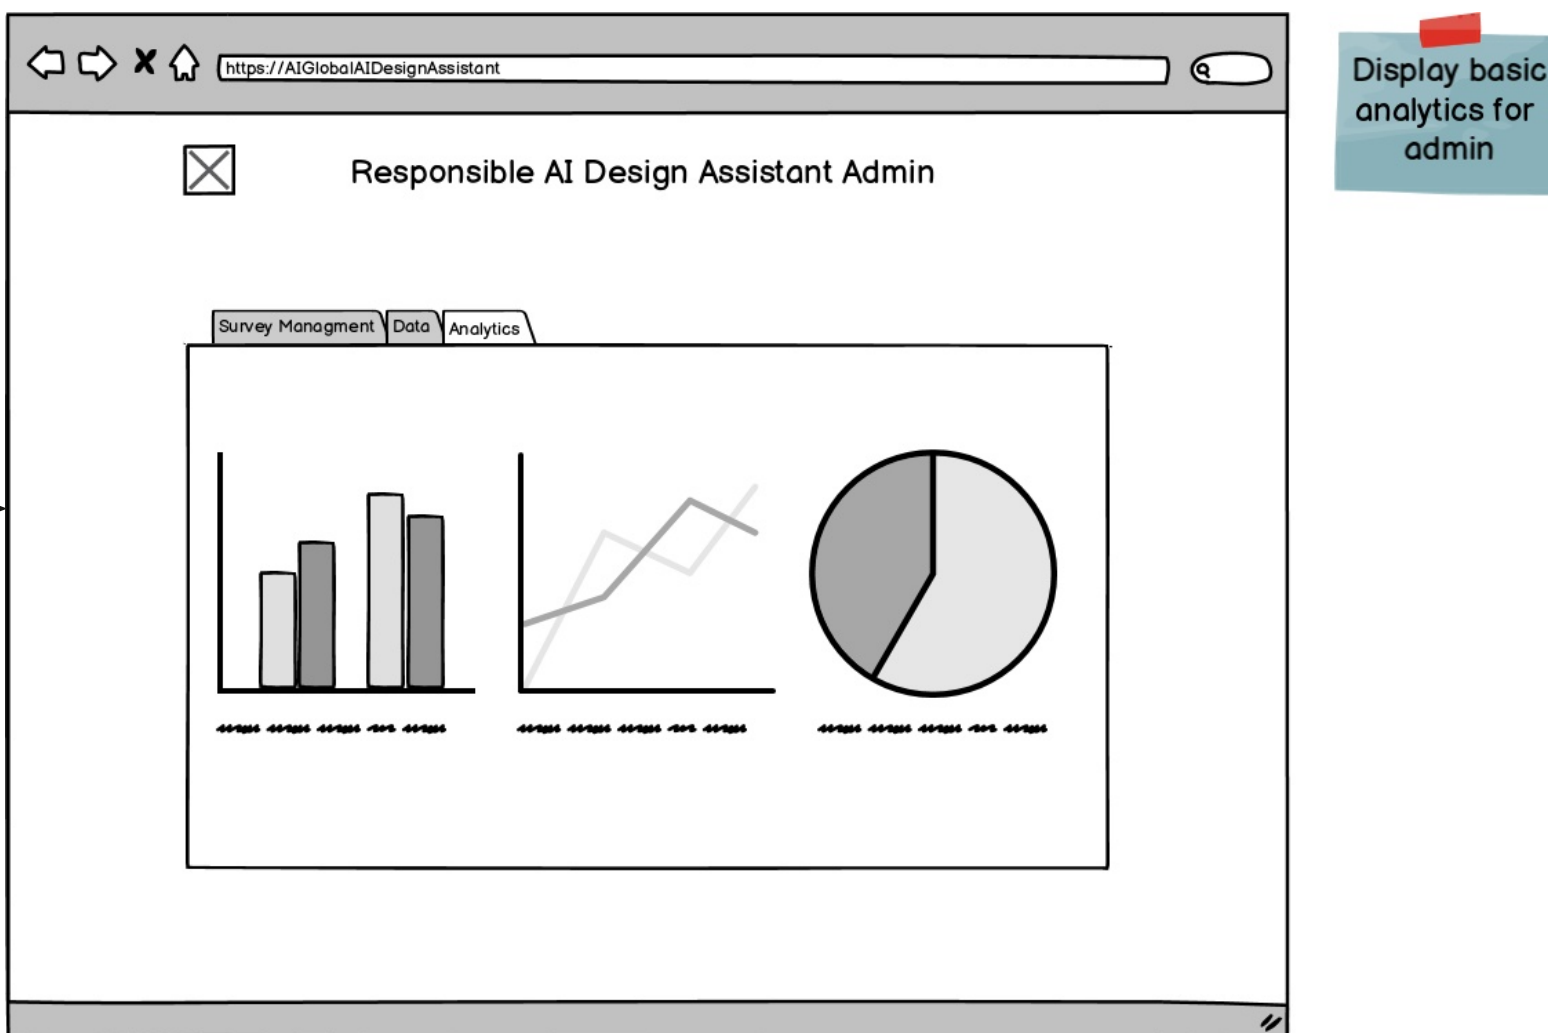 https://AIGlobalAIDesignAssistant
Display basic
analytics for
admin
Responsible AI Design Assistant Admin
Survey Managment
Data
Analytics